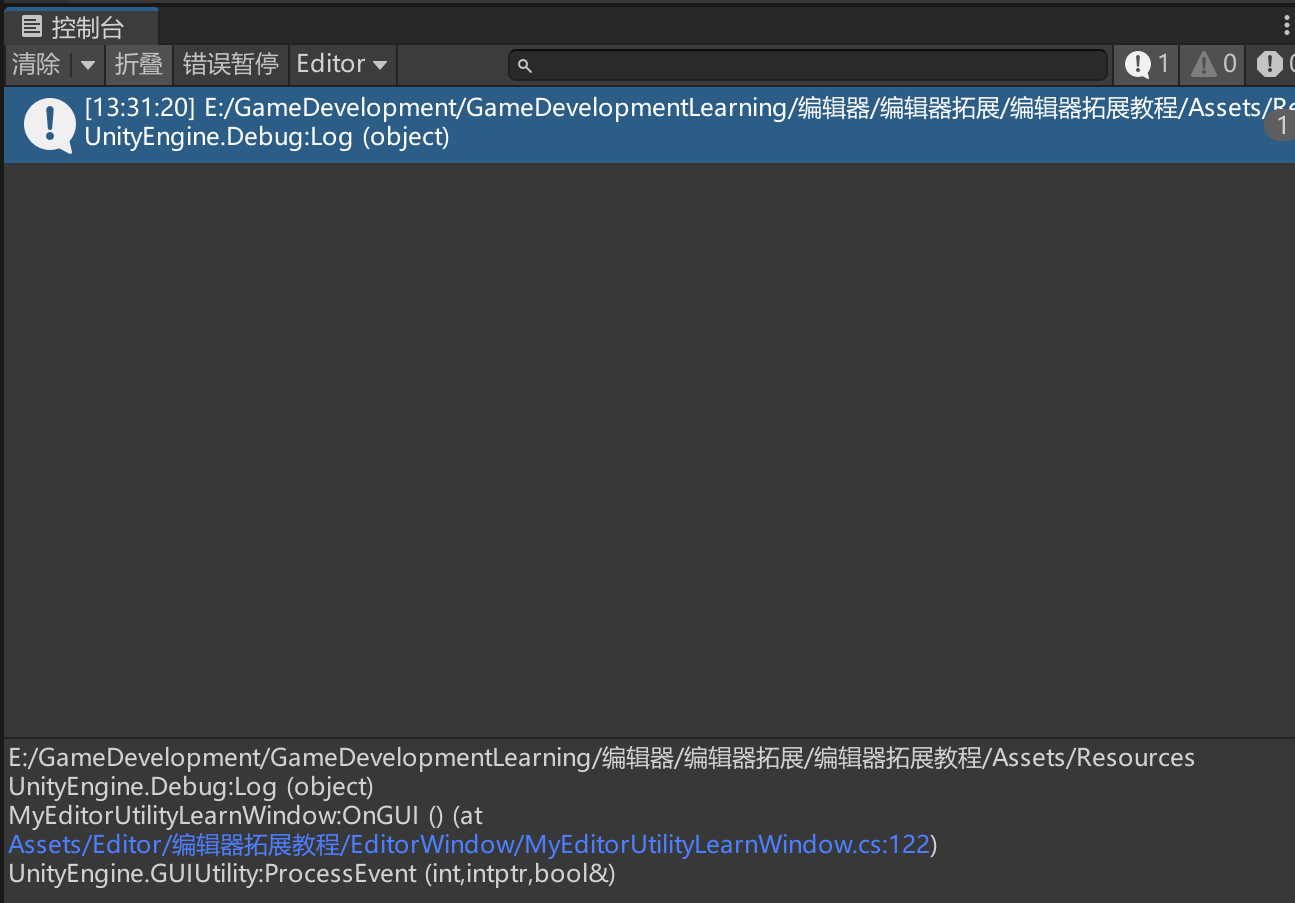 控制台
清除 折叠 错误暂停 Editor 1 0
[13:31:20] E:/GameDevelopment/GameDevelopmentLearning/编辑器/编辑器拓展/编辑器拓展教程/Assets/Re
UnityEngine.Debug:Log (object)
1
E:/GameDevelopment/GameDevelopmentLearning/编辑器/编辑器拓展/编辑器拓展教程/Assets/Resources
UnityEngine.Debug:Log (object)
MyEditorUtilityLearnWindow:OnGUI () (at
Assets/Editor/编辑器拓展教程/EditorWindow/MyEditorUtilityLearnWindow.cs:122)
UnityEngine.GUIUtility:ProcessEvent (int,intptr,bool&)